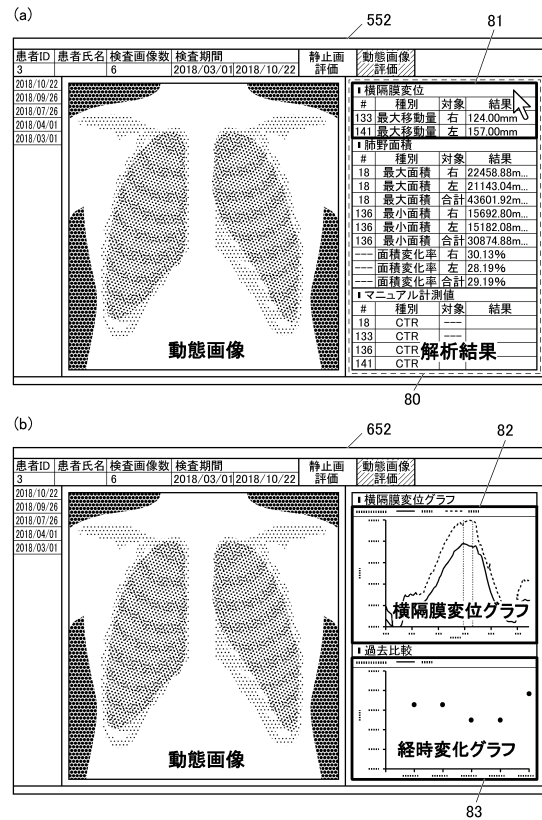 (a)
552
81
患者ID 患者氏名 検査画像数 検査期間 静止画評価 動態画像評価
3 6 2018/03/01 2018/10/22
2018/10/22
2018/09/26
2018/07/26
2018/04/01
2018/03/01
動態画像
横隔膜変位
# 種別 対象 結果
133 最大移動量 右 124.00mm
141 最大移動量 左 157.00mm
肺野面積
# 種別 対象 結果
18 最大面積 右 22458.88m...
18 最大面積 左 21143.04m...
18 最大面積 合計 43601.92m...
136 最小面積 右 15692.80m...
136 最小面積 左 15182.08m...
136 最小面積 合計 30874.88m...
--- 面積変化率 右 30.13%
--- 面積変化率 左 28.19%
--- 面積変化率 合計 29.19%
マニュアル計測値
# 種別 対象 結果
18 CTR ---
133 CTR ---
136 CTR
141 CTR
解析結果
80
(b)
652
82
患者ID 患者氏名 検査画像数 検査期間 静止画評価 動態画像評価
3 6 2018/03/01 2018/10/22
2018/10/22
2018/09/26
2018/07/26
2018/04/01
2018/03/01
動態画像
横隔膜変位グラフ
横隔膜変位グラフ
過去比較
経時変化グラフ
83